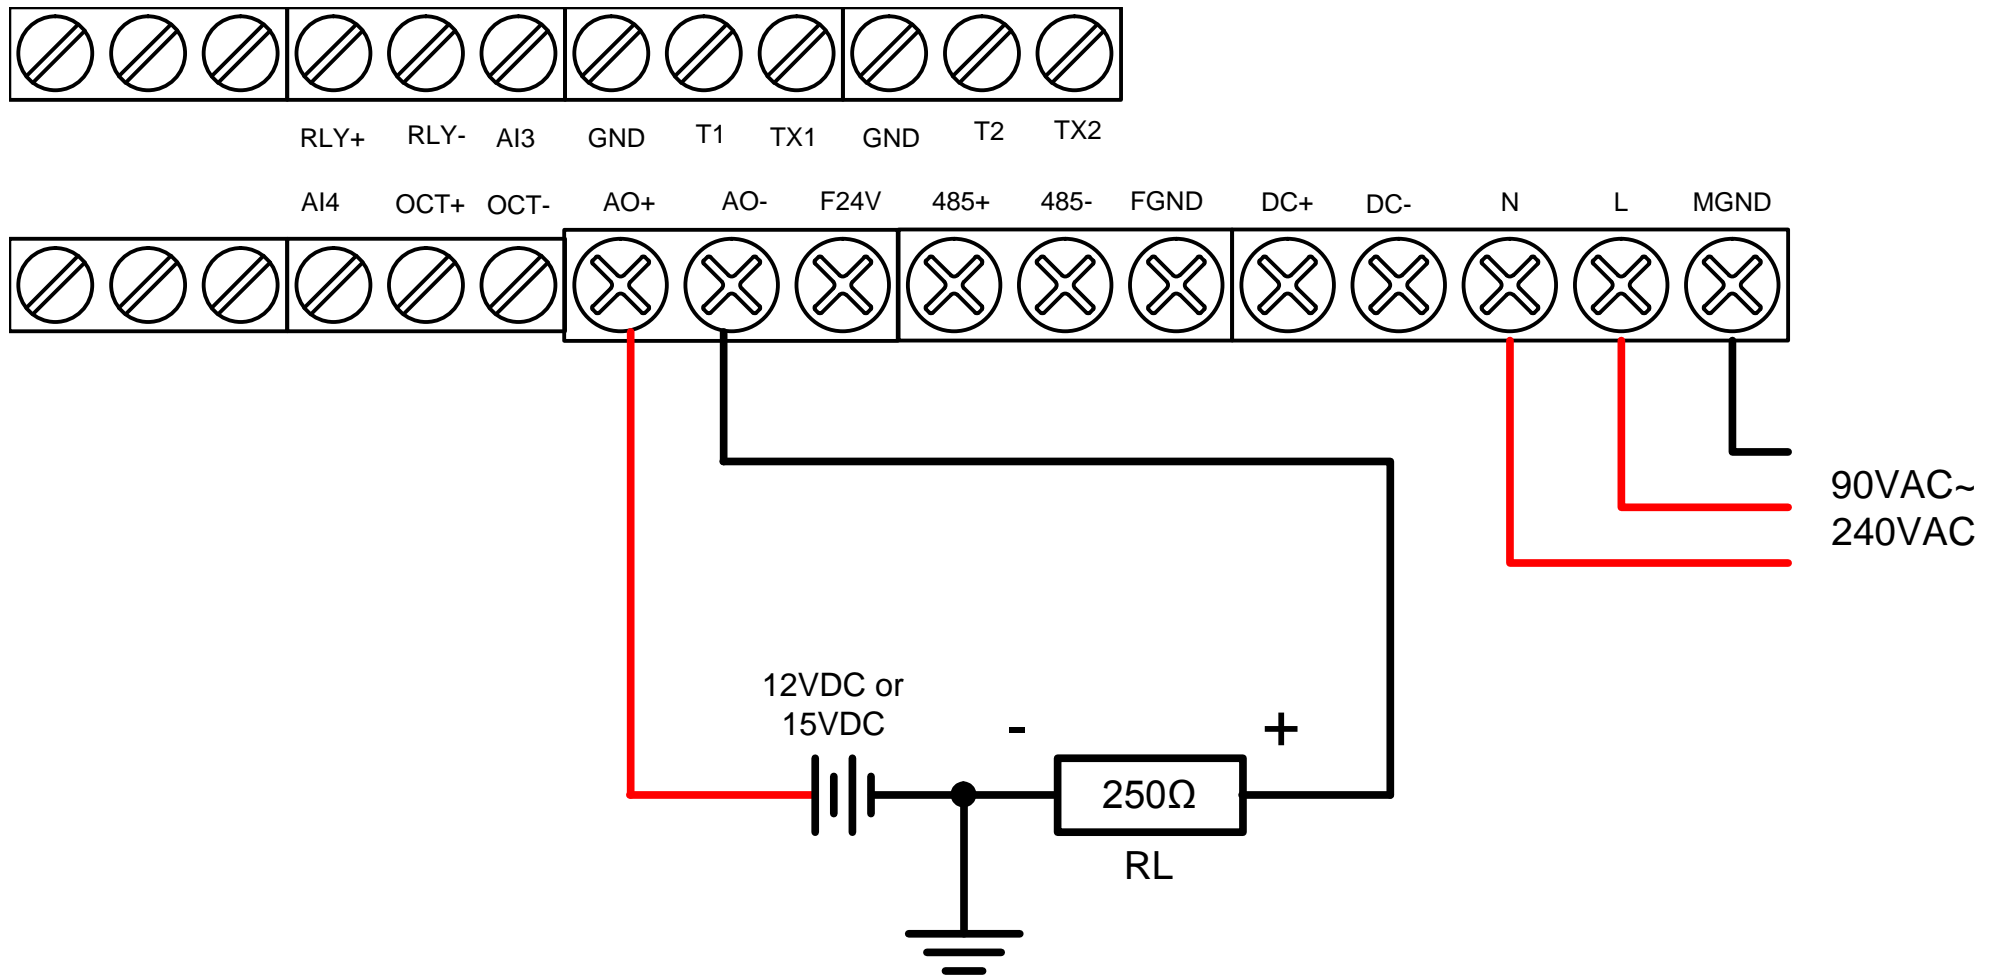 RLY+ RLY- AI3 GND T1 TX1 GND T2 TX2
AI4 OCT+ OCT- AO+ AO- F24V 485+ 485- FGND DC+ DC- N L MGND
90VAC~
240VAC
12VDC or
15VDC
- +
250Ω
RL